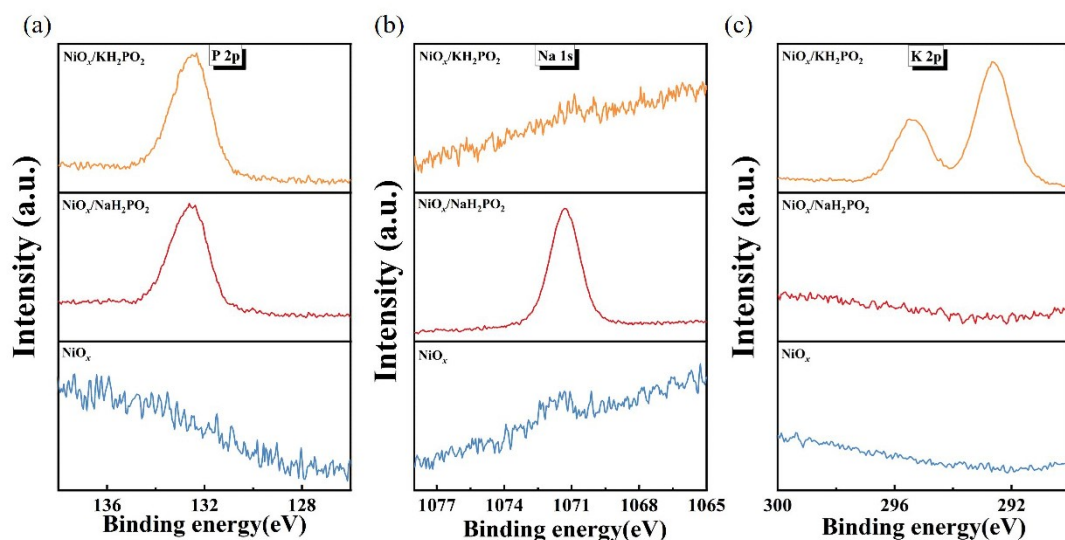 (a)
NiOₓ/KH₂PO₂
P 2p
NiOₓ/NaH₂PO₂
NiOₓ
Intensity (a.u.)
136
132
128
Binding energy(eV)
(b)
NiOₓ/KH₂PO₂
Na 1s
NiOₓ/NaH₂PO₂
NiOₓ
Intensity (a.u.)
1077
1074
1071
1068
1065
Binding energy(eV)
(c)
NiOₓ/KH₂PO₂
K 2p
NiOₓ/NaH₂PO₂
NiOₓ
Intensity (a.u.)
300
296
292
Binding energy(eV)